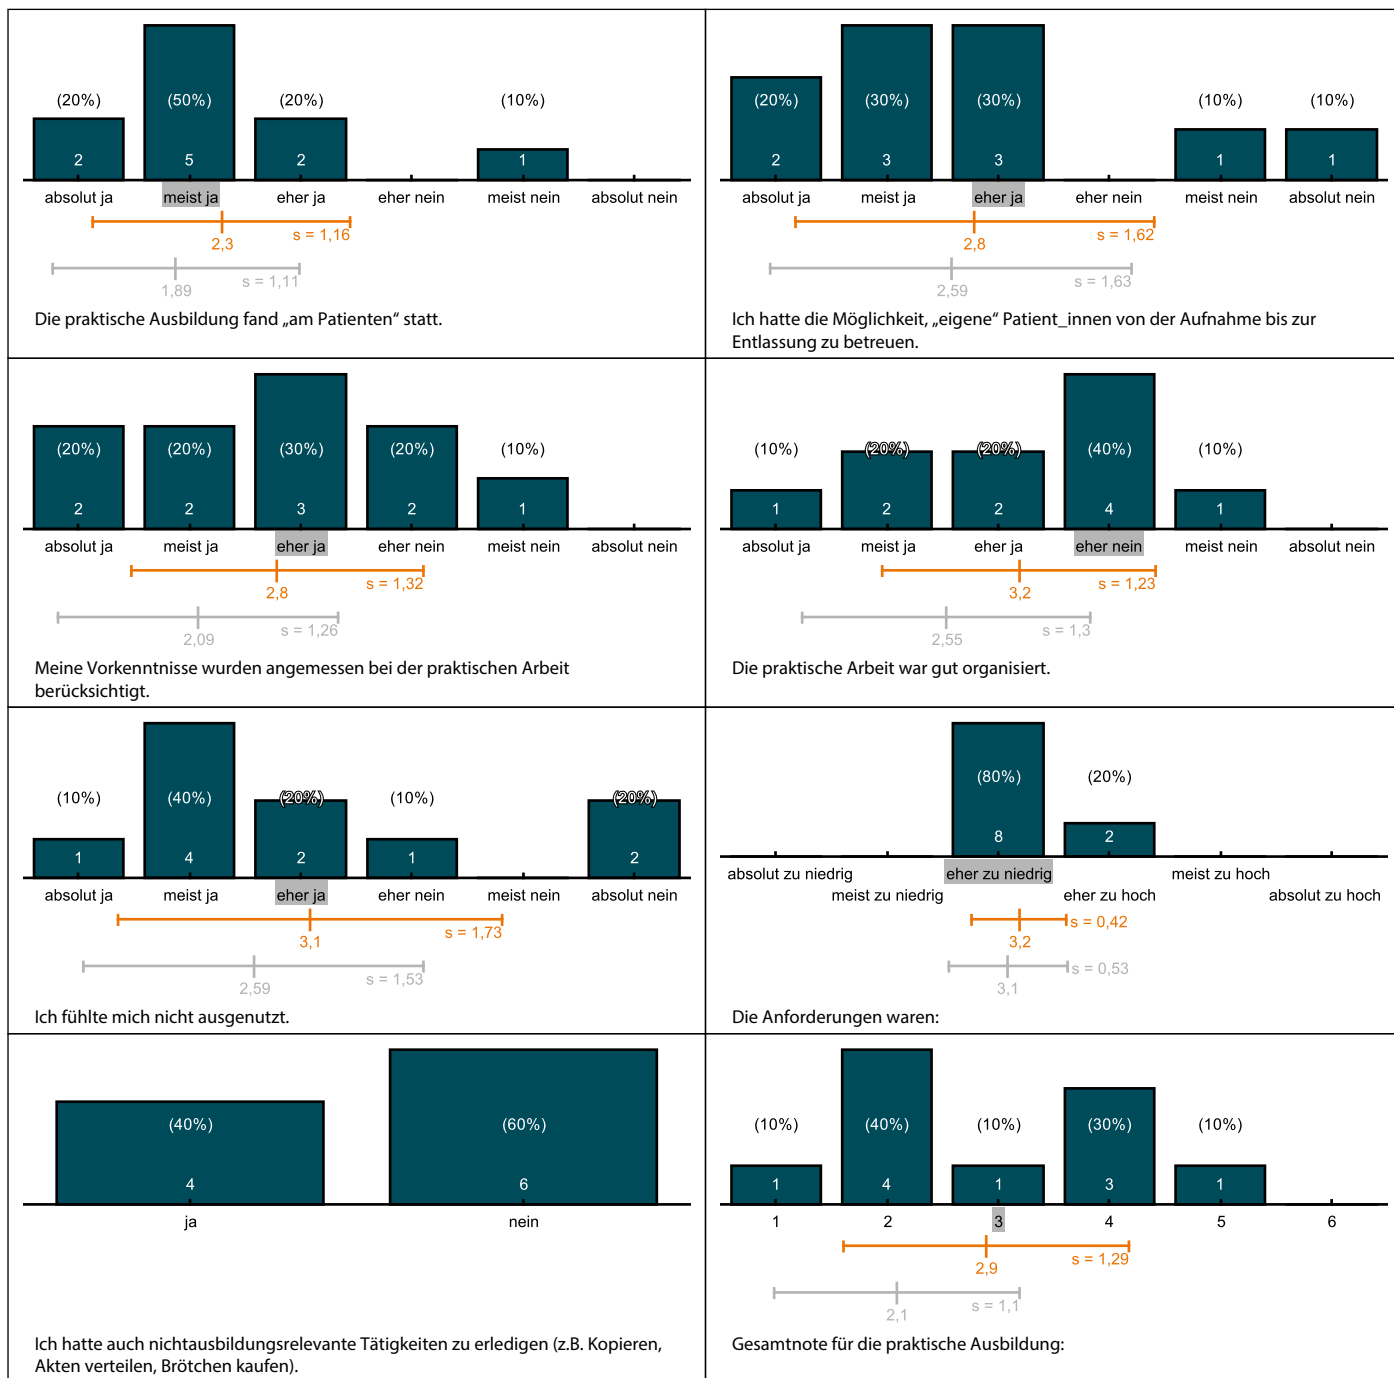 (20%) (50%) (20%) (10%)
2 5 2 1
absolut ja meist ja eher ja eher nein meist nein absolut nein
s = 1,16
2,3
s = 1,11
1,89
Die praktische Ausbildung fand „am Patienten“ statt.
(20%) (30%) (30%) (10%) (10%)
2 3 3 1 1
absolut ja meist ja eher ja eher nein meist nein absolut nein
s = 1,62
2,8
s = 1,63
2,59
Ich hatte die Möglichkeit, „eigene“ Patient_innen von der Aufnahme bis zur
Entlassung zu betreuen.
(20%) (20%) (30%) (20%) (10%)
2 2 3 2 1
absolut ja meist ja eher ja eher nein meist nein absolut nein
s = 1,32
2,8
s = 1,26
2,09
Meine Vorkenntnisse wurden angemessen bei der praktischen Arbeit
berücksichtigt.
(10%) (20%) (20%) (40%) (10%)
1 2 2 4 1
absolut ja meist ja eher ja eher nein meist nein absolut nein
s = 1,23
3,2
s = 1,3
2,55
Die praktische Arbeit war gut organisiert.
(10%) (40%) (20%) (10%) (20%)
1 4 2 1 2
absolut ja meist ja eher ja eher nein meist nein absolut nein
s = 1,73
3,1
s = 1,53
2,59
Ich fühlte mich nicht ausgenutzt.
(80%) (20%)
8 2
absolut zu niedrig eher zu niedrig meist zu hoch
meist zu niedrig eher zu hoch absolut zu hoch
s = 0,42
3,2
s = 0,53
3,1
Die Anforderungen waren:
(40%) (60%)
4 6
ja nein
Ich hatte auch nichtausbildungsrelevante Tätigkeiten zu erledigen (z.B. Kopieren,
Akten verteilen, Brötchen kaufen).
(10%) (40%) (10%) (30%) (10%)
1 4 1 3 1
1 2 3 4 5 6
s = 1,29
2,9
s = 1,1
2,1
Gesamtnote für die praktische Ausbildung: